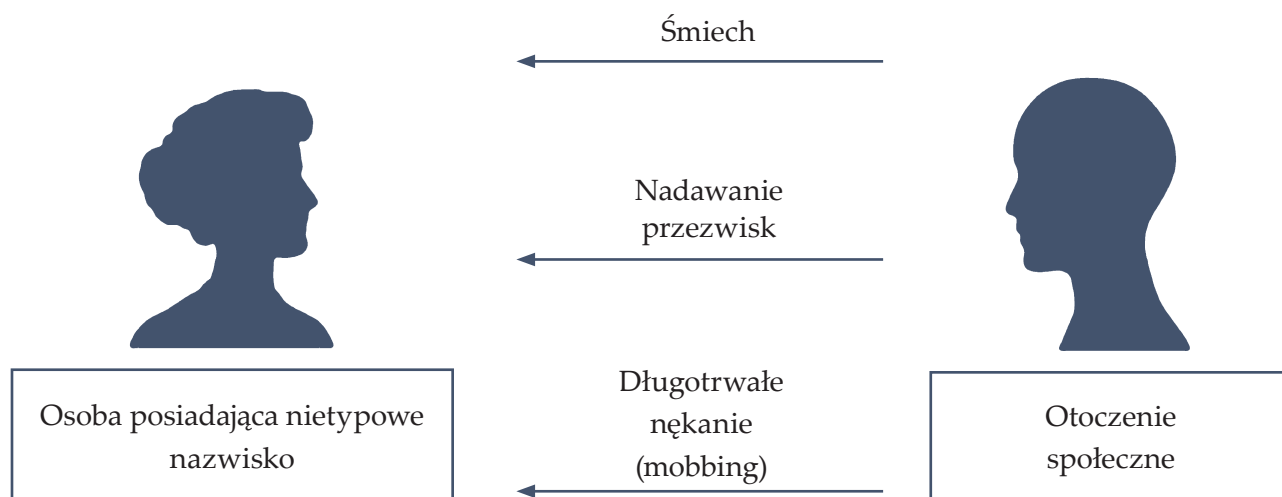 Śmiech
Nadawanie
przezwisk
Długotrwałe
nękanie
(mobbing)
Osoba posiadająca nietypowe
nazwisko
Otoczenie
społeczne